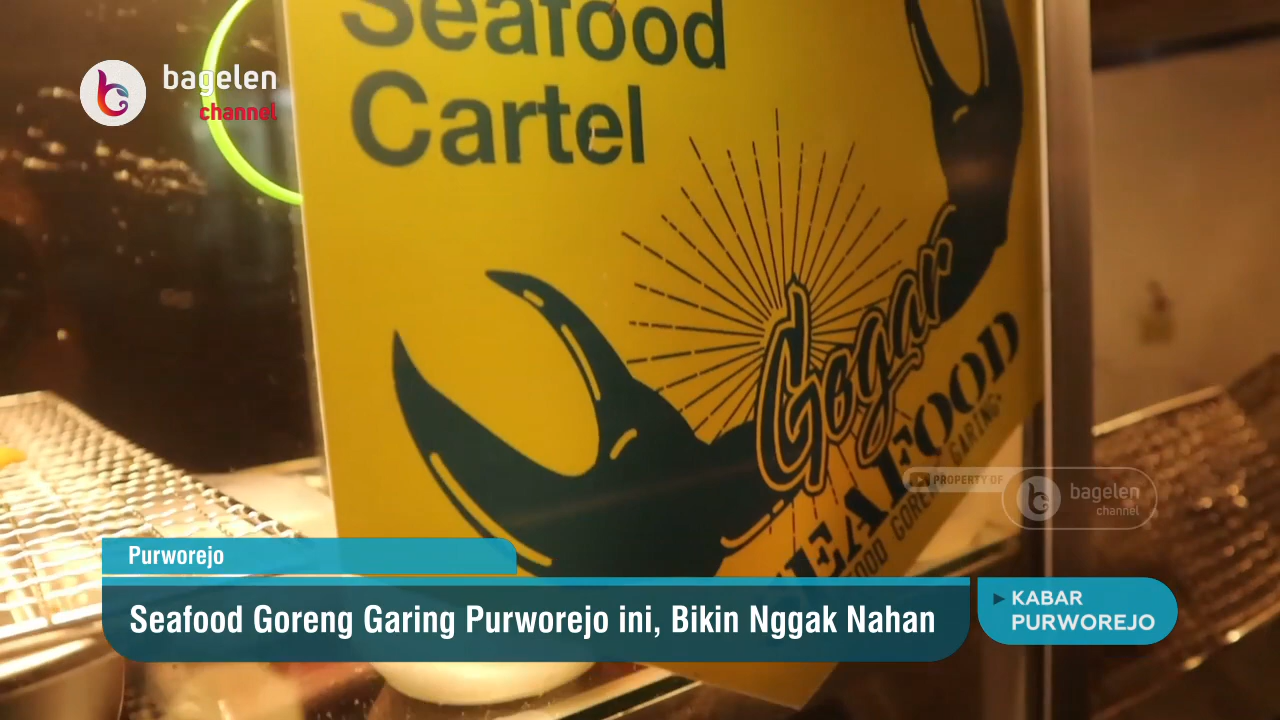 Seafood
Cartel
bagelen
channel
Gogar
SEAFOOD
SEAFOOD GORENG GARING
PROPERTY OF
bagelen
channel
Purworejo
Seafood Goreng Garing Purworejo ini, Bikin Nggak Nahan
KABAR
PURWOREJO